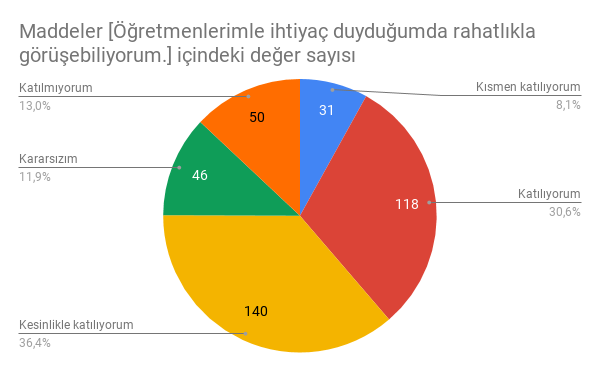 Maddeler [Öğretmenlerimle ihtiyaç duyduğumda rahatlıkla
görüşebiliyorum.] içindeki değer sayısı
Katılmıyorum
13,0%
Kısmen katılıyorum
8,1%
50
31
Kararsızım
11,9%
46
Katılıyorum
30,6%
118
140
Kesinlikle katılıyorum
36,4%